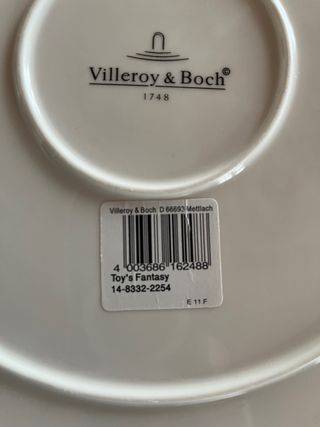 Villeroy & Boch©
1748
Villeroy & Boch D 66693 Mettlach
4 003686 162488
Toy's Fantasy
14-8332-2254
E 11 F